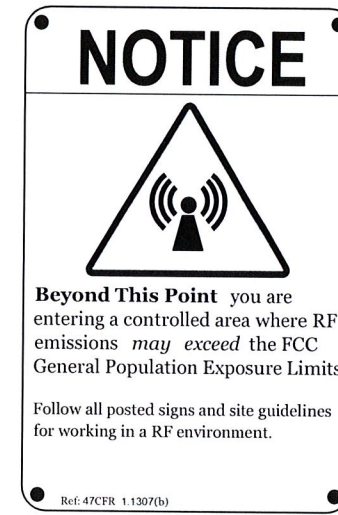 NOTICE
Beyond This Point you are
entering a controlled area where RF
emissions may exceed the FCC
General Population Exposure Limits
Follow all posted signs and site guidelines
for working in a RF environment.
Ref: 47CFR 1.1307(b)